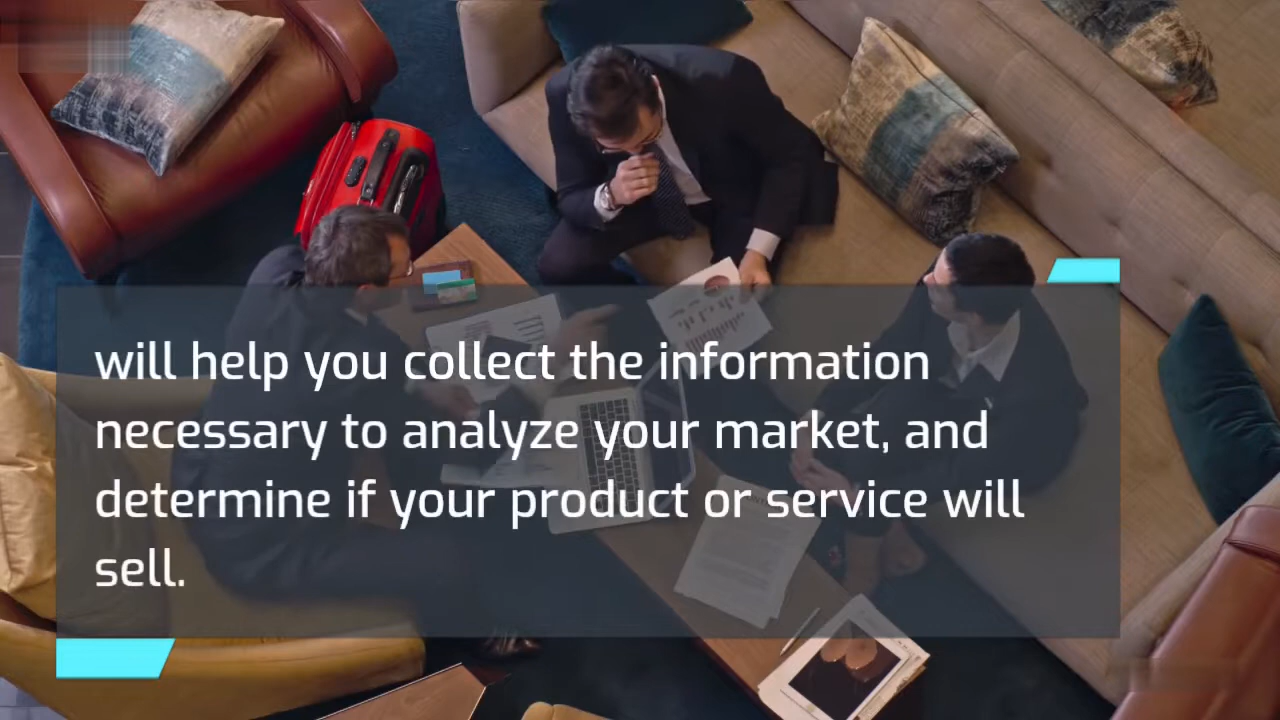 will help you collect the information
necessary to analyze your market, and
determine if your product or service will
sell.